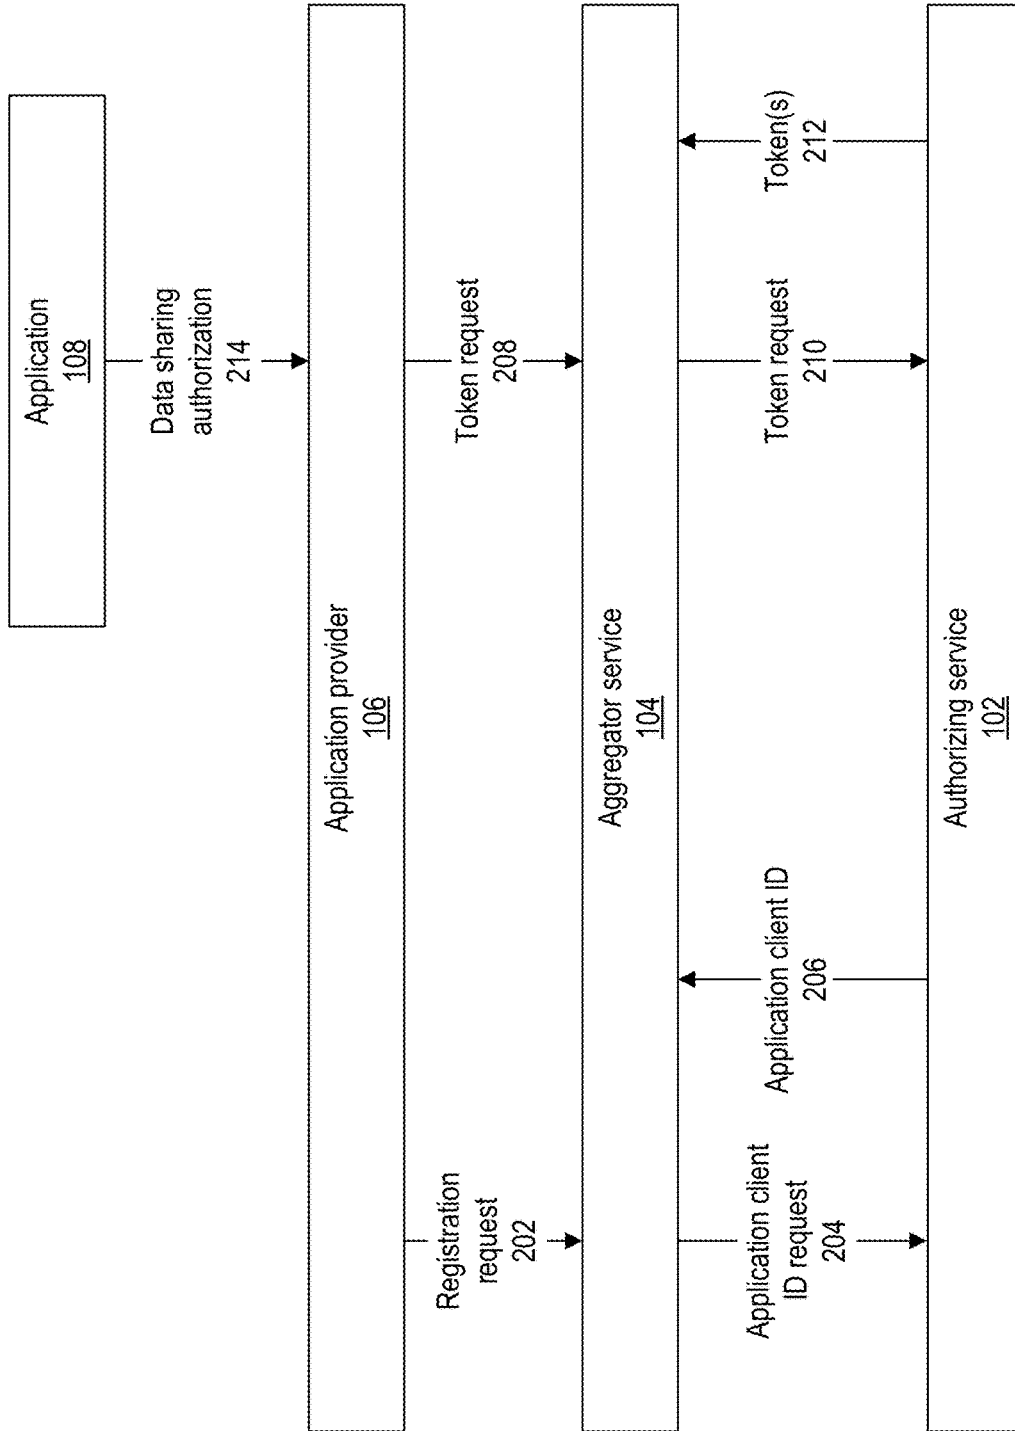 Application
108
Data sharing
authorization
214
Application provider
106
Registration
request
202
Token request
208
Aggregator service
104
Application client
ID request
204
Application client ID
206
Token request
210
Token(s)
212
Authorizing service
102